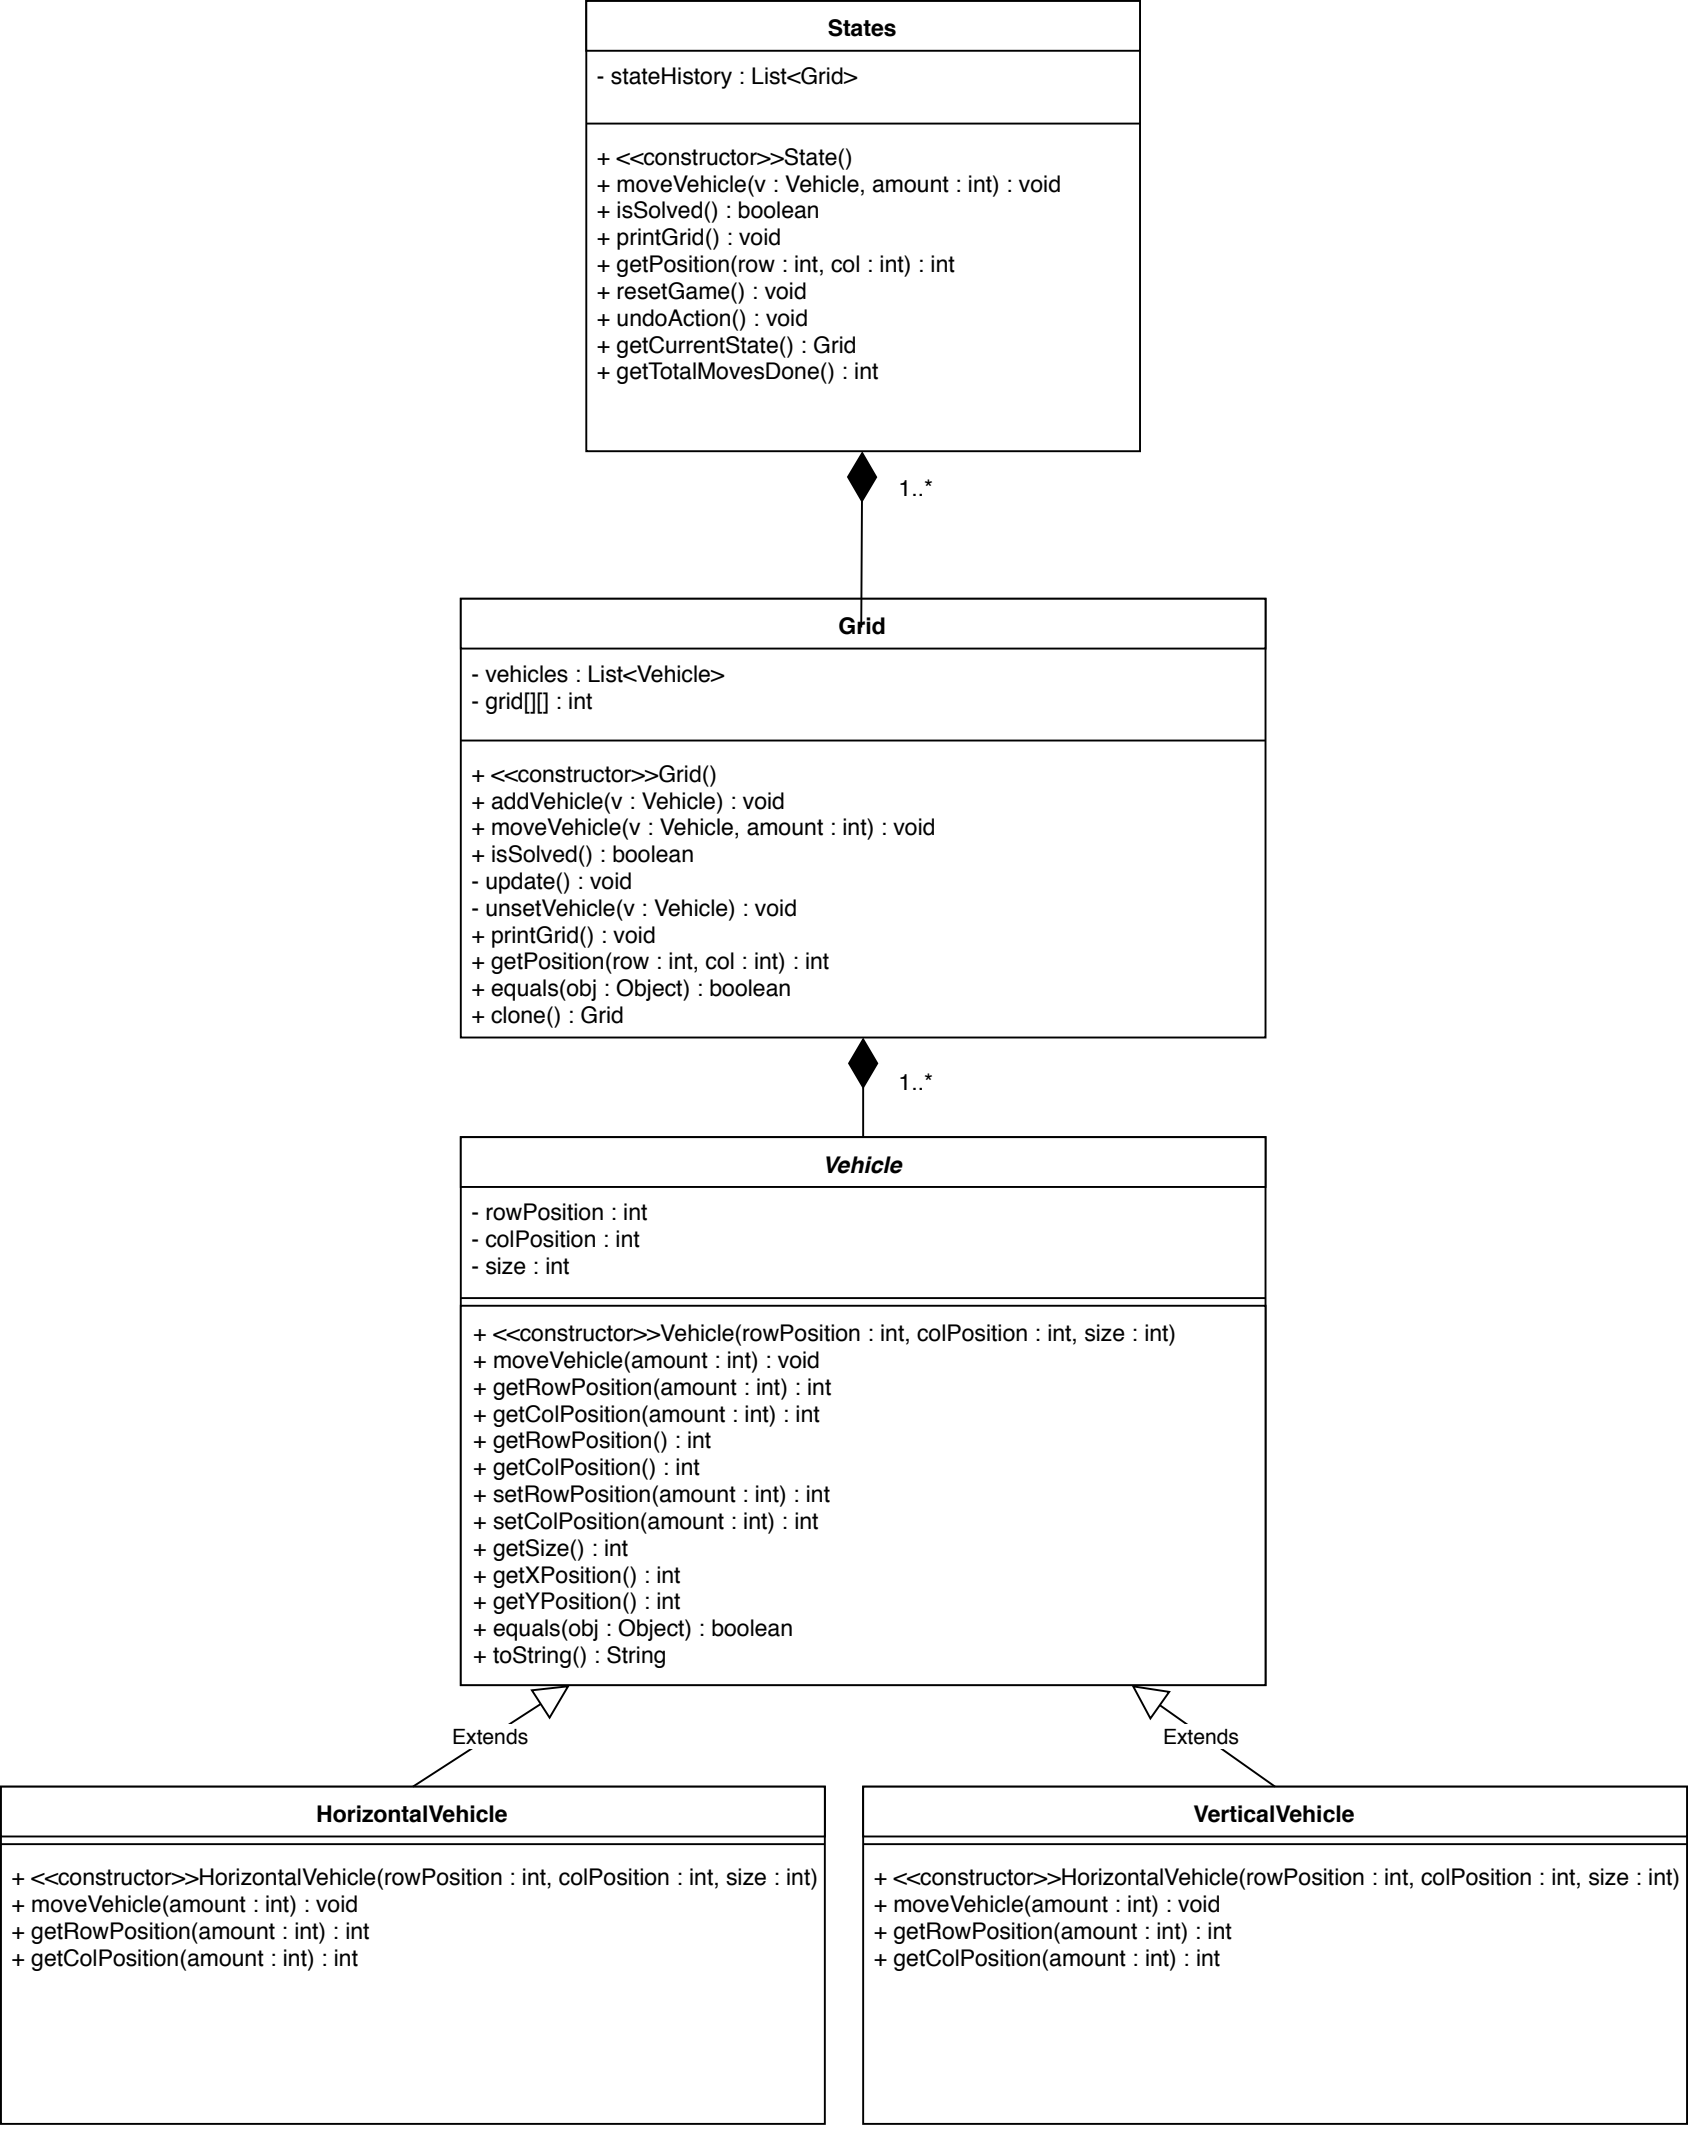 States
- stateHistory : List<Grid>
+ <<constructor>>State()
+ moveVehicle(v : Vehicle, amount : int) : void
+ isSolved() : boolean
+ printGrid() : void
+ getPosition(row : int, col : int) : int
+ resetGame() : void
+ undoAction() : void
+ getCurrentState() : Grid
+ getTotalMovesDone() : int
1..*
Grid
- vehicles : List<Vehicle>
- grid[][] : int
+ <<constructor>>Grid()
+ addVehicle(v : Vehicle) : void
+ moveVehicle(v : Vehicle, amount : int) : void
+ isSolved() : boolean
- update() : void
- unsetVehicle(v : Vehicle) : void
+ printGrid() : void
+ getPosition(row : int, col : int) : int
+ equals(obj : Object) : boolean
+ clone() : Grid
1..*
Vehicle
- rowPosition : int
- colPosition : int
- size : int
+ <<constructor>>Vehicle(rowPosition : int, colPosition : int, size : int)
+ moveVehicle(amount : int) : void
+ getRowPosition(amount : int) : int
+ getColPosition(amount : int) : int
+ getRowPosition() : int
+ getColPosition() : int
+ setRowPosition(amount : int) : int
+ setColPosition(amount : int) : int
+ getSize() : int
+ getXPosition() : int
+ getYPosition() : int
+ equals(obj : Object) : boolean
+ toString() : String
Extends
Extends
HorizontalVehicle
+ <<constructor>>HorizontalVehicle(rowPosition : int, colPosition : int, size : int)
+ moveVehicle(amount : int) : void
+ getRowPosition(amount : int) : int
+ getColPosition(amount : int) : int
VerticalVehicle
+ <<constructor>>HorizontalVehicle(rowPosition : int, colPosition : int, size : int)
+ moveVehicle(amount : int) : void
+ getRowPosition(amount : int) : int
+ getColPosition(amount : int) : int